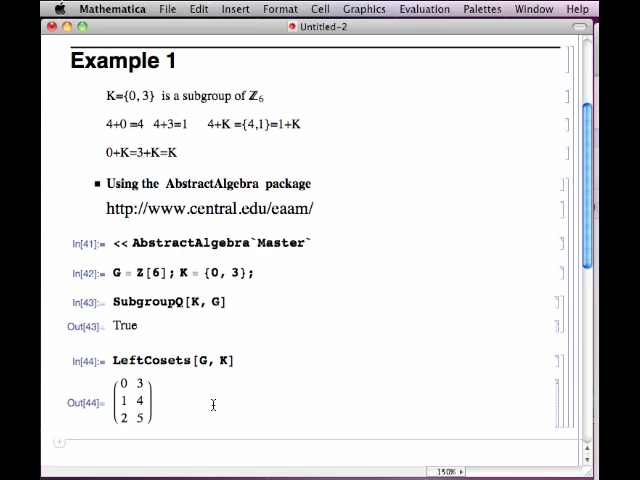 Mathematica File Edit Insert Format Cell Graphics Evaluation Palettes Window Help
Untitled-2
Example 1
K={0, 3} is a subgroup of ℤ6
4+0 =4 4+3=1 4+K ={4,1}=1+K
0+K=3+K=K
Using the AbstractAlgebra package
http://www.central.edu/eaam/
In[41]:= << AbstractAlgebra`Master`
In[42]:= G = Z[6]; K = {0, 3};
In[43]:= SubgroupQ[K, G]
Out[43]= True
In[44]:= LeftCosets[G, K]
0 3
Out[44]= 1 4
2 5
150%